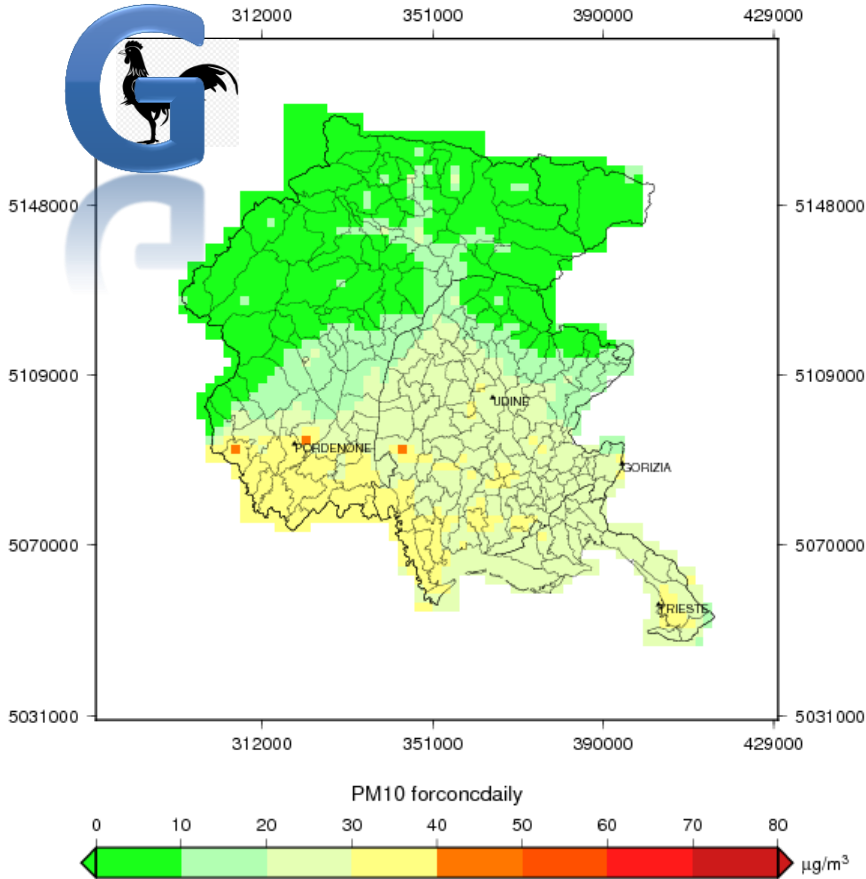 312000 351000 390000 429000
G
5148000 5148000
5109000 5109000
UDINE
PORDENONE
GORIZIA
5070000 5070000
TRIESTE
5031000 5031000
312000 351000 390000 429000
PM10 forconcdaily
0 10 20 30 40 50 60 70 80
µg/m³